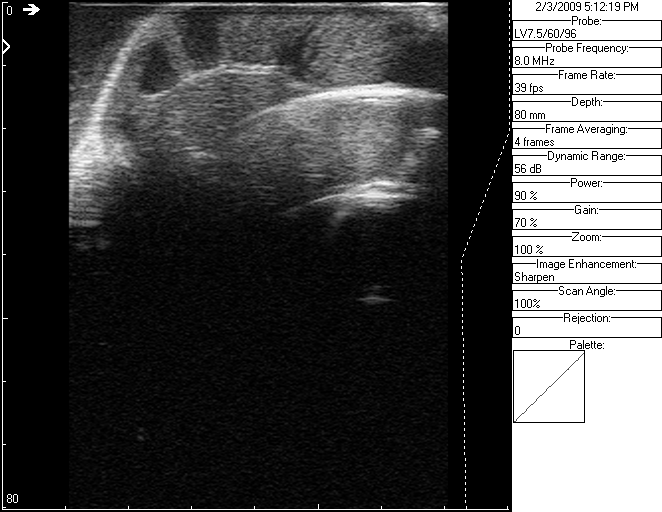 0
80
2/3/2009 5:12:19 PM
Probe:
LV7.5/60/96
Probe Frequency:
8.0 MHz
Frame Rate:
39 fps
Depth:
80 mm
Frame Averaging:
4 frames
Dynamic Range:
56 dB
Power:
90 %
Gain:
70 %
Zoom:
100 %
Image Enhancement:
Sharpen
Scan Angle:
100%
Rejection:
0
Palette: